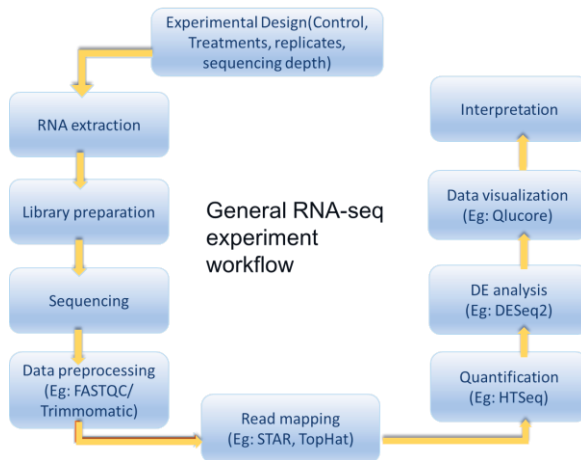 Experimental Design(Control,
Treatments, replicates,
sequencing depth)
RNA extraction
Library preparation
Sequencing
Data preprocessing
(Eg: FASTQC/
Trimmomatic)
Read mapping
(Eg: STAR, TopHat)
Quantification
(Eg: HTSeq)
DE analysis
(Eg: DESeq2)
Data visualization
(Eg: Qlucore)
Interpretation
General RNA-seq
experiment
workflow